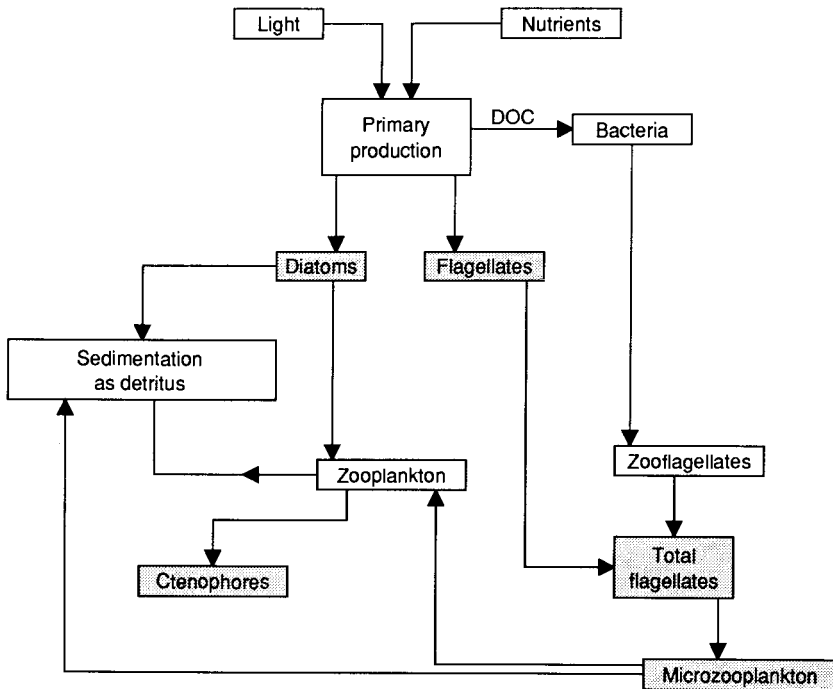 Light
Nutrients
Primary
production
DOC
Bacteria
Diatoms
Flagellates
Sedimentation
as detritus
Zooplankton
Zooflagellates
Ctenophores
Total
flagellates
Microzooplankton